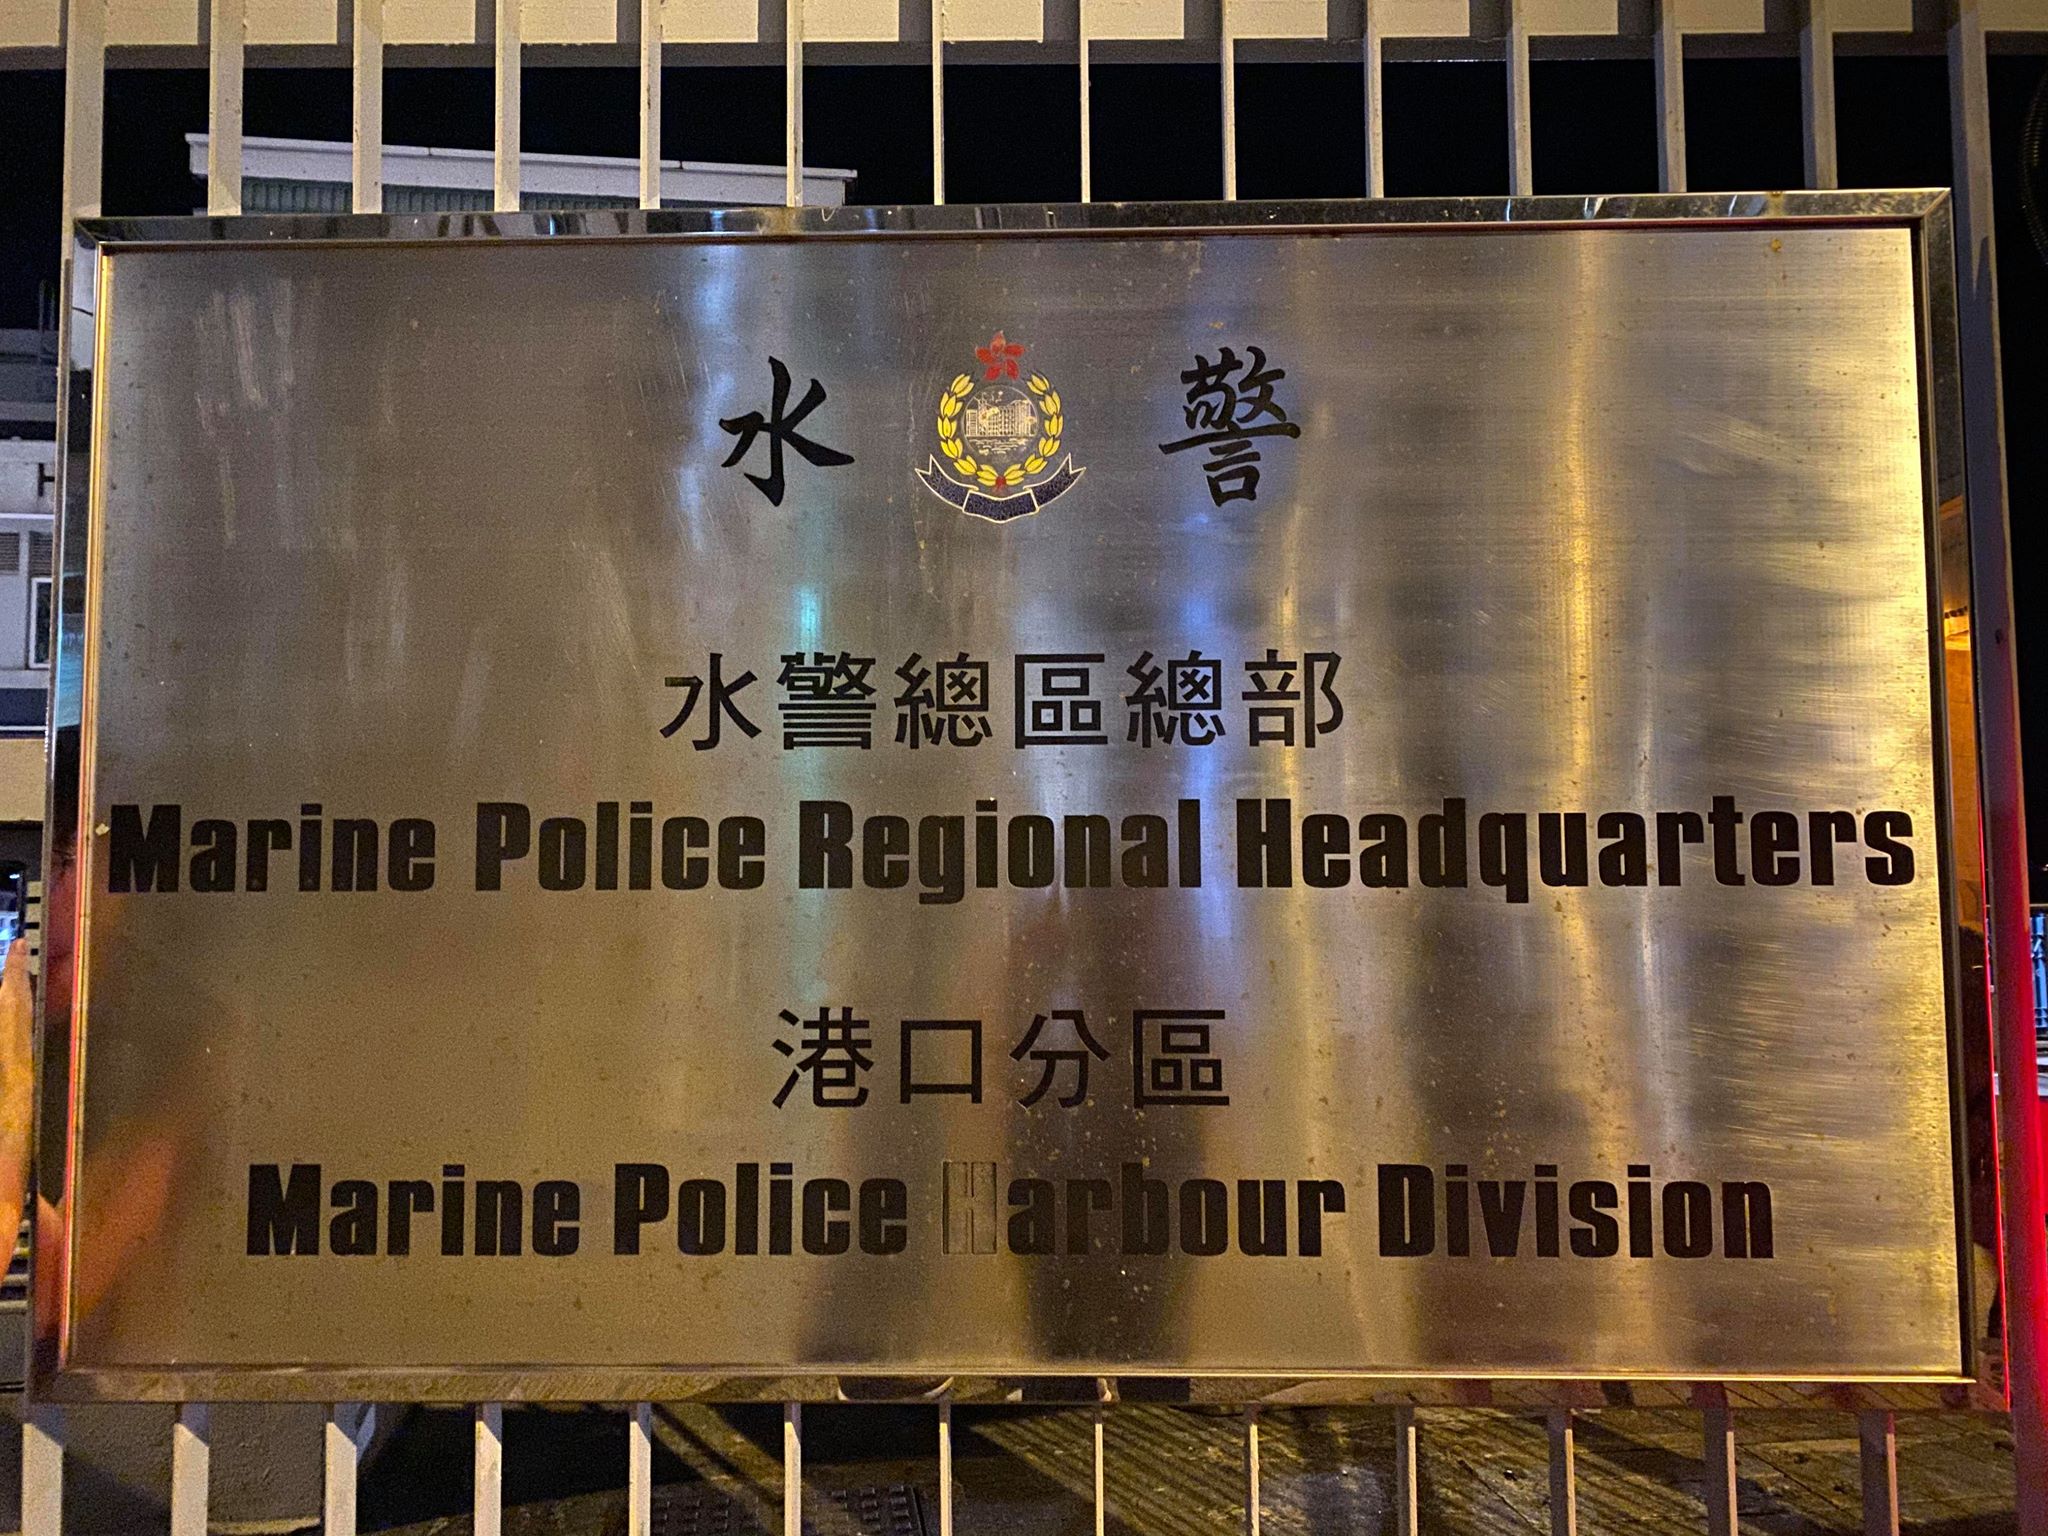 水 警
水警總區總部
Marine Police Regional Headquarters
港口分區
Marine Police Harbour Division